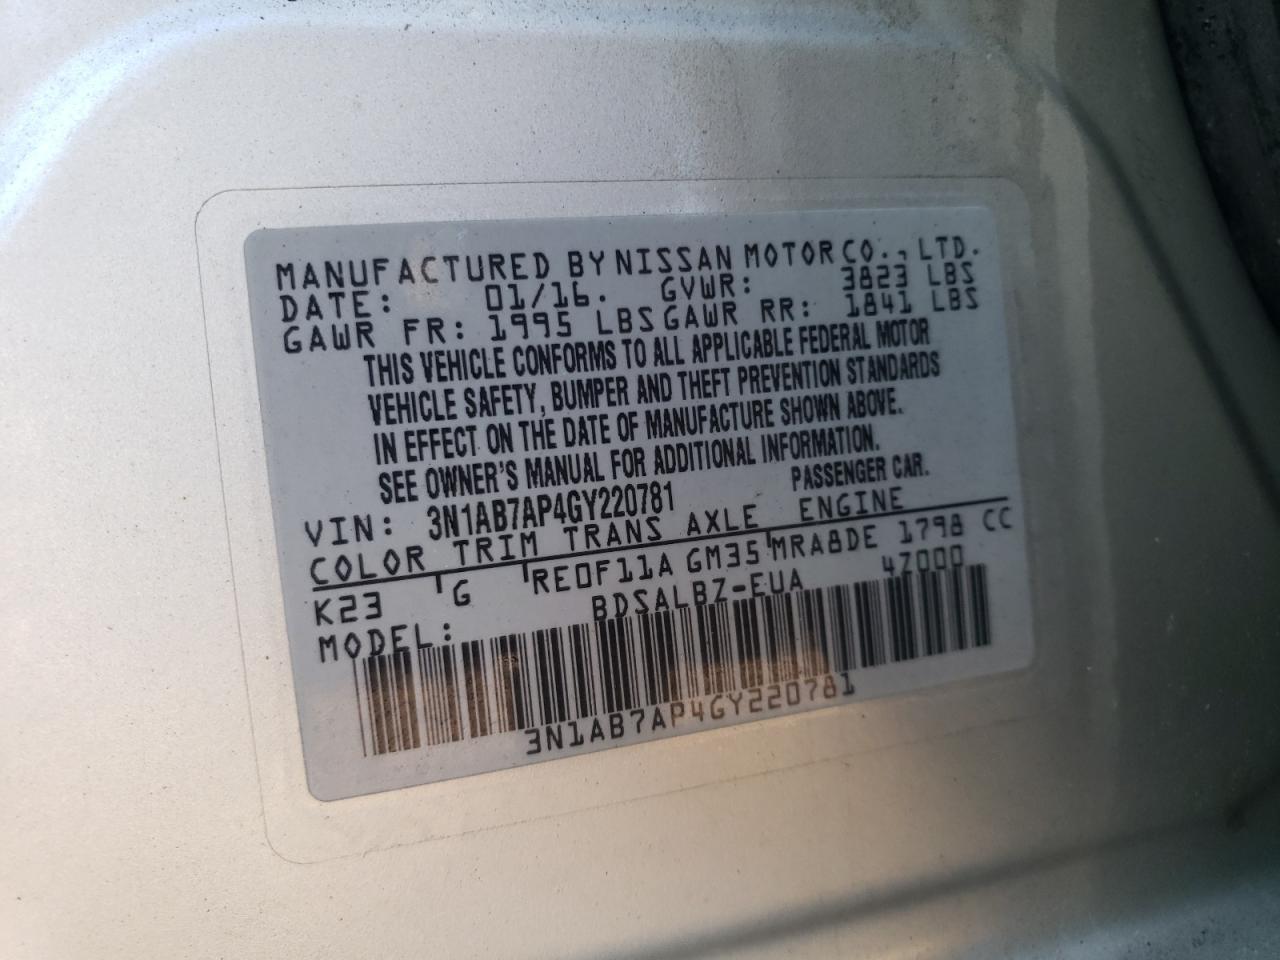 MANUFACTURED BY NISSAN MOTOR CO., LTD.
DATE: 01/16. GVWR: 3823 LBS
GAWR FR: 1995 LBS GAWR RR: 1841 LBS
THIS VEHICLE CONFORMS TO ALL APPLICABLE FEDERAL MOTOR
VEHICLE SAFETY, BUMPER AND THEFT PREVENTION STANDARDS
IN EFFECT ON THE DATE OF MANUFACTURE SHOWN ABOVE.
SEE OWNER'S MANUAL FOR ADDITIONAL INFORMATION.
VIN: 3N1AB7AP4GY220781 PASSENGER CAR.
COLOR TRIM TRANS AXLE ENGINE
K23 G RE0F11A GM35 MRA8DE 1798 CC
MODEL: BDSALBZ-EUA 4Z000
3N1AB7AP4GY220781